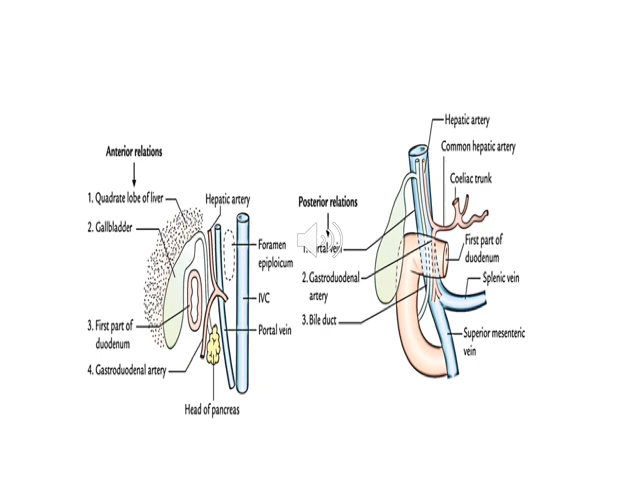 Anterior relations
1. Quadrate lobe of liver
2. Gallbladder
3. First part of
duodenum
4. Gastroduodenal artery
Head of pancreas
Hepatic artery
Foramen
epiploicum
IVC
Portal vein
Posterior relations
2. Gastroduodenal
artery
3. Bile duct
Hepatic artery
Common hepatic artery
Coeliac trunk
First part of
duodenum
Splenic vein
Superior mesenteric
vein